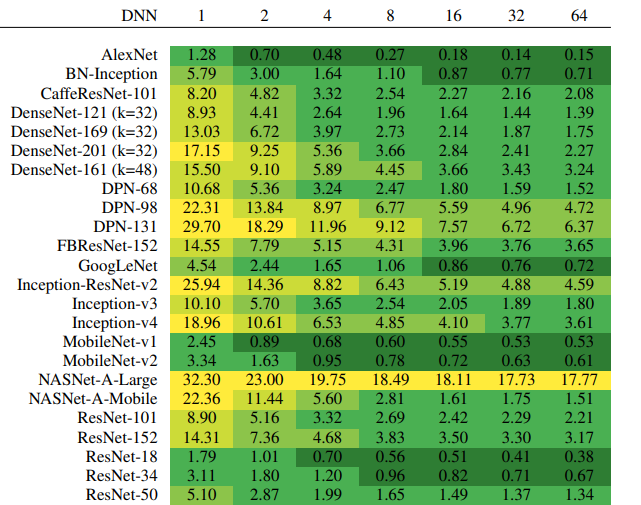 DNN 1 2 4 8 16 32 64
AlexNet 1.28 0.70 0.48 0.27 0.18 0.14 0.15
BN-Inception 5.79 3.00 1.64 1.10 0.87 0.77 0.71
CaffeResNet-101 8.20 4.82 3.32 2.54 2.27 2.16 2.08
DenseNet-121 (k=32) 8.93 4.41 2.64 1.96 1.64 1.44 1.39
DenseNet-169 (k=32) 13.03 6.72 3.97 2.73 2.14 1.87 1.75
DenseNet-201 (k=32) 17.15 9.25 5.36 3.66 2.84 2.41 2.27
DenseNet-161 (k=48) 15.50 9.10 5.89 4.45 3.66 3.43 3.24
DPN-68 10.68 5.36 3.24 2.47 1.80 1.59 1.52
DPN-98 22.31 13.84 8.97 6.77 5.59 4.96 4.72
DPN-131 29.70 18.29 11.96 9.12 7.57 6.72 6.37
FBResNet-152 14.55 7.79 5.15 4.31 3.96 3.76 3.65
GoogLeNet 4.54 2.44 1.65 1.06 0.86 0.76 0.72
Inception-ResNet-v2 25.94 14.36 8.82 6.43 5.19 4.88 4.59
Inception-v3 10.10 5.70 3.65 2.54 2.05 1.89 1.80
Inception-v4 18.96 10.61 6.53 4.85 4.10 3.77 3.61
MobileNet-v1 2.45 0.89 0.68 0.60 0.55 0.53 0.53
MobileNet-v2 3.34 1.63 0.95 0.78 0.72 0.63 0.61
NASNet-A-Large 32.30 23.00 19.75 18.49 18.11 17.73 17.77
NASNet-A-Mobile 22.36 11.44 5.60 2.81 1.61 1.75 1.51
ResNet-101 8.90 5.16 3.32 2.69 2.42 2.29 2.21
ResNet-152 14.31 7.36 4.68 3.83 3.50 3.30 3.17
ResNet-18 1.79 1.01 0.70 0.56 0.51 0.41 0.38
ResNet-34 3.11 1.80 1.20 0.96 0.82 0.71 0.67
ResNet-50 5.10 2.87 1.99 1.65 1.49 1.37 1.34